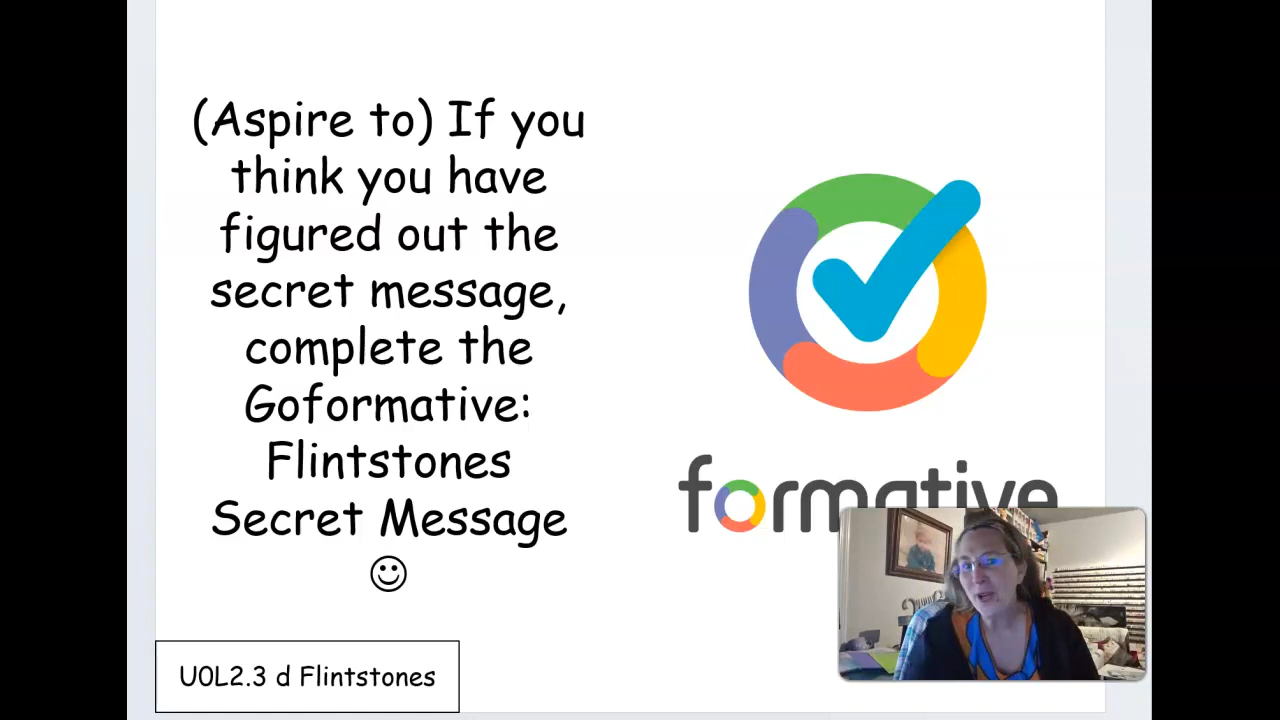 (Aspire to) If you
think you have
figured out the
secret message,
complete the
Goformative:
Flintstones
Secret Message
formative
U0L2.3 d Flintstones